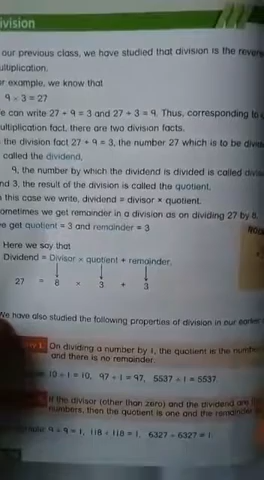 ivision
our previous class, we have studied that division is the revers
ultiplication.
or example, we know that
9 × 3 = 27
e can write 27 ÷ 9 = 3 and 27 ÷ 3 = 9. Thus, corresponding to
ultiplication fact, there are two division facts.
the division fact 27 ÷ 9 = 3, the number 27 which is to be divid
called the dividend.
9, the number by which the dividend is divided is called divis
nd 3, the result of the division is called the quotient.
this case we write, dividend = divisor × quotient.
ometimes we get remainder in a division as on dividing 27 by 8,
e get quotient = 3 and remainder = 3
Here we say that
Dividend = Divisor × quotient + remainder.
27 = 8 × 3 + 3
We have also studied the following properties of division in our earlier
On dividing a number by 1, the quotient is the number
and there is no remainder.
10 ÷ 1 = 10, 97 ÷ 1 = 97, 5537 ÷ 1 = 5537
If the divisor (other than zero) and the dividend are
numbers, then the quotient is one and the remainder
9 ÷ 9 = 1, 118 ÷ 118 = 1, 6327 ÷ 6327 = 1.